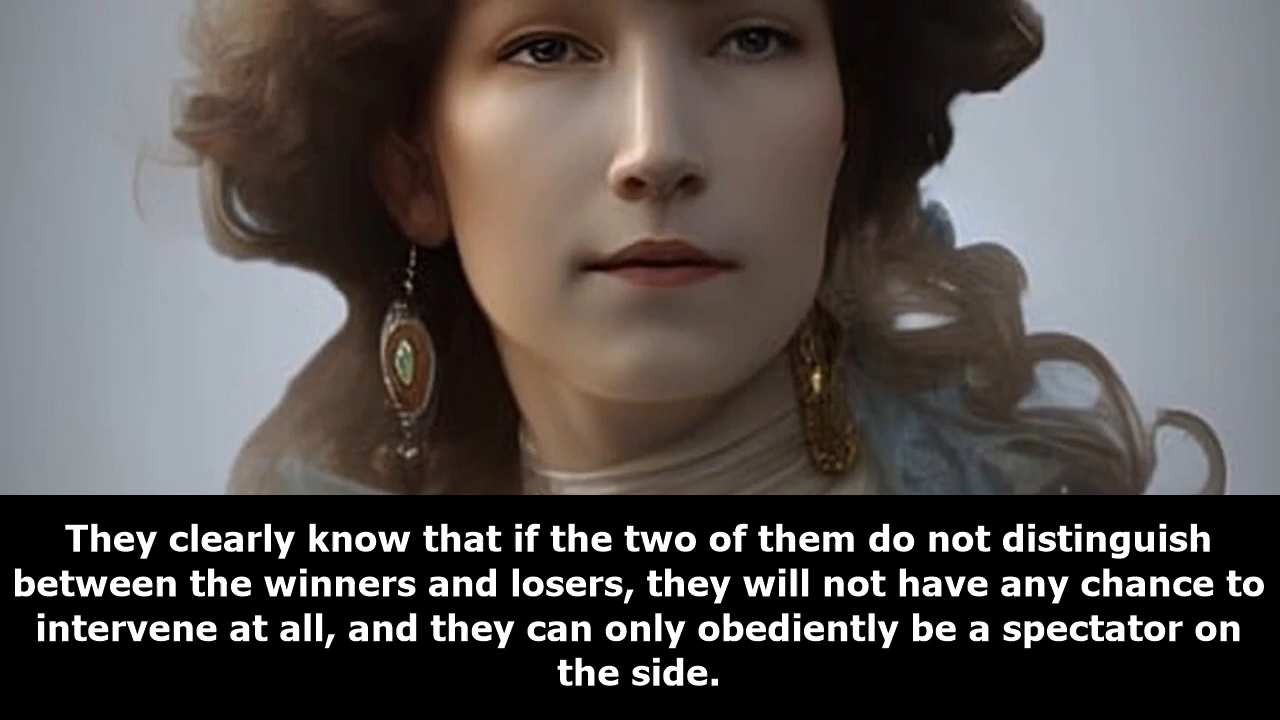 They clearly know that if the two of them do not distinguish
between the winners and losers, they will not have any chance to
intervene at all, and they can only obediently be a spectator on
the side.